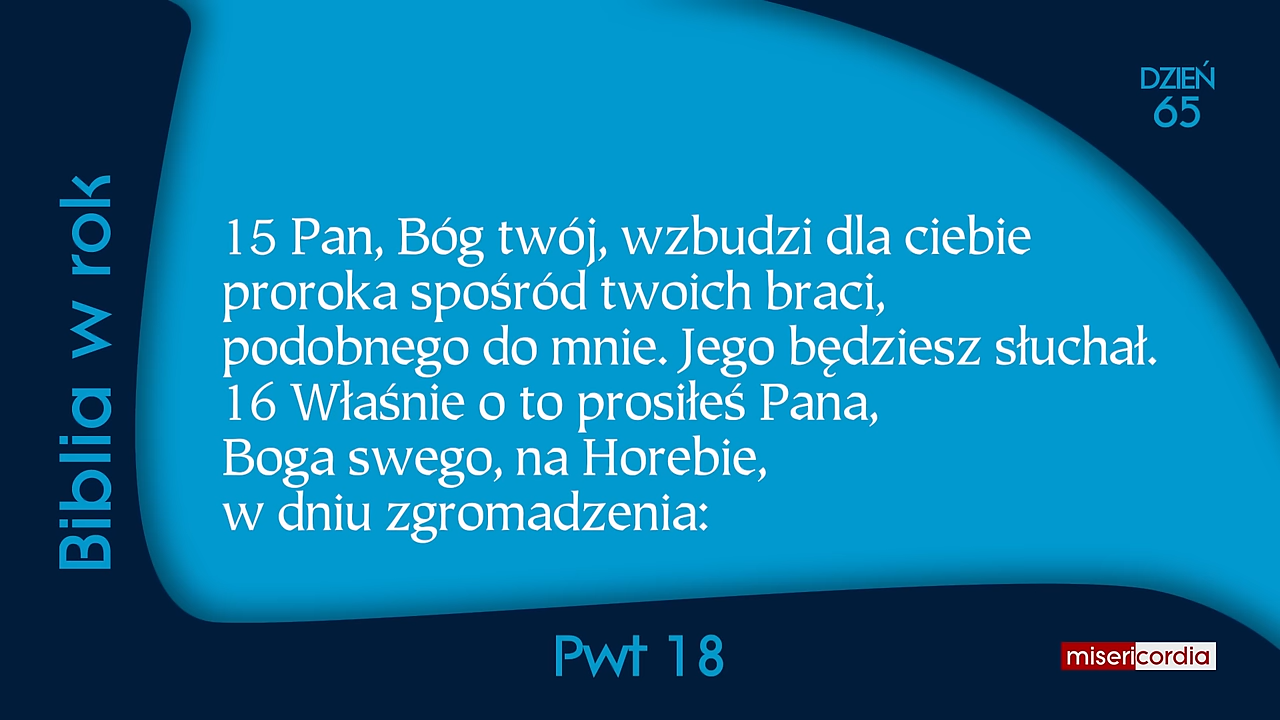 DZIEŃ
65
Biblia w rok
15 Pan, Bóg twój, wzbudzi dla ciebie
proroka spośród twoich braci,
podobnego do mnie. Jego będziesz słuchał.
16 Właśnie o to prosiłeś Pana,
Boga swego, na Horebie,
w dniu zgromadzenia:
Pwt 18
misericordia